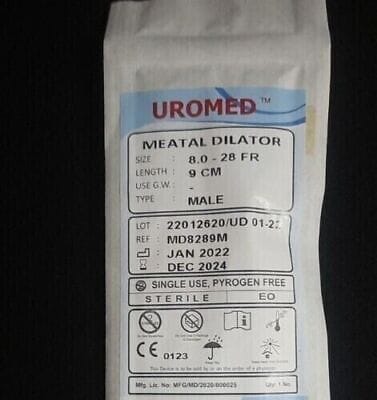 UROMED™
MEATAL DILATOR
SIZE : 8.0 - 28 FR
LENGTH : 9 CM
USE G.W. : -
TYPE : MALE
LOT : 22012620/UD 01-22
REF : MD8289M
: JAN 2022
: DEC 2024
SINGLE USE, PYROGEN FREE
STERILE EO
CE 0123
This device is to be used by or on the order of a physician
Mfg. Lic. No: MFG/MD/2020/000025 Qty: 1 No.